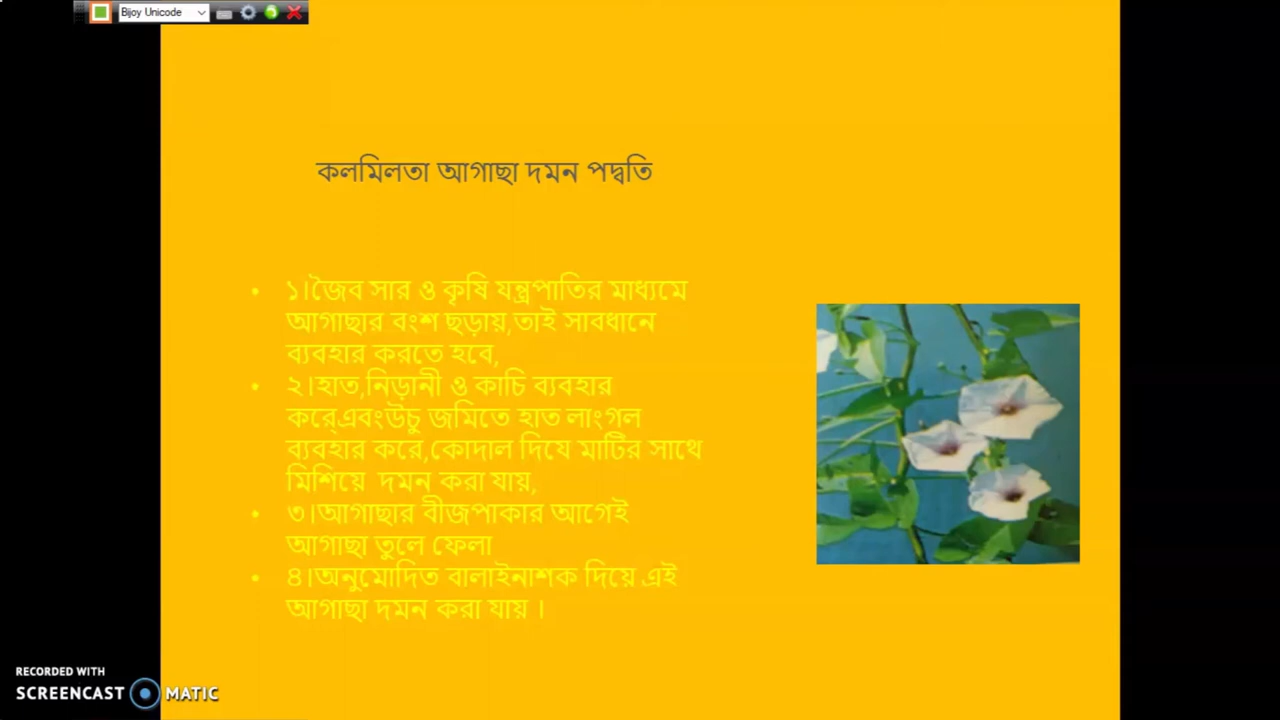 Bijoy Unicode
কলমিলতা আগাছা দমন পদ্বতি
• ১।জৈব সার ও কৃষি যন্ত্রপাতির মাধ্যমে
আগাছার বংশ ছড়ায়,তাই সাবধানে
ব্যবহার করতে হবে,
• ২।হাত,নিড়ানী ও কাচি ব্যবহার
করে্এবংউচু জমিতে হাত লাংগল
ব্যবহার করে,কোদাল দিযে মাটির সাথে
মিশিয়ে দমন করা যায়,
• ৩।আগাছার বীজপাকার আগেই
আগাছা তুলে ফেলা
• ৪।অনুমোদিত বালাইনাশক দিয়ে এই
আগাছা দমন করা যায় ।
RECORDED WITH
SCREENCAST MATIC